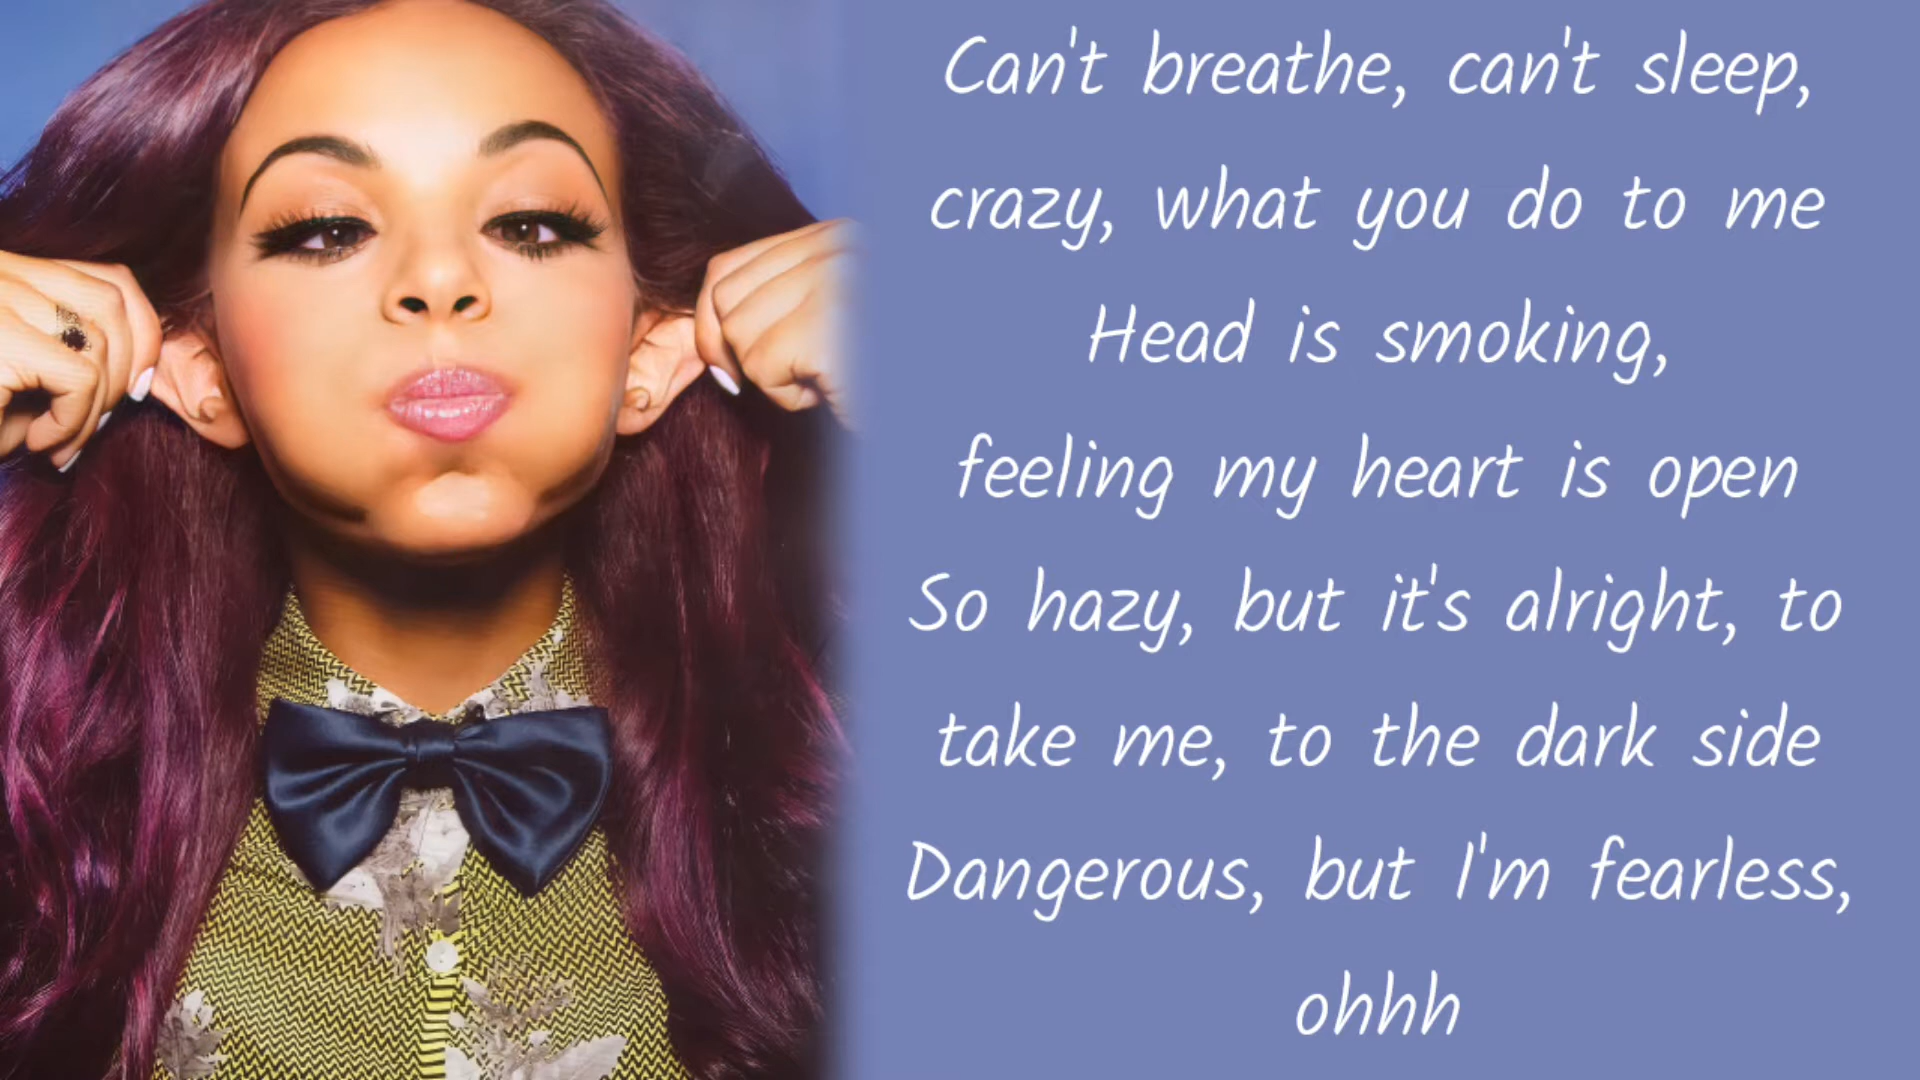 Can't breathe, can't sleep,
crazy, what you do to me
Head is smoking,
feeling my heart is open
So hazy, but it's alright, to
take me, to the dark side
Dangerous, but I'm fearless,
ohhh